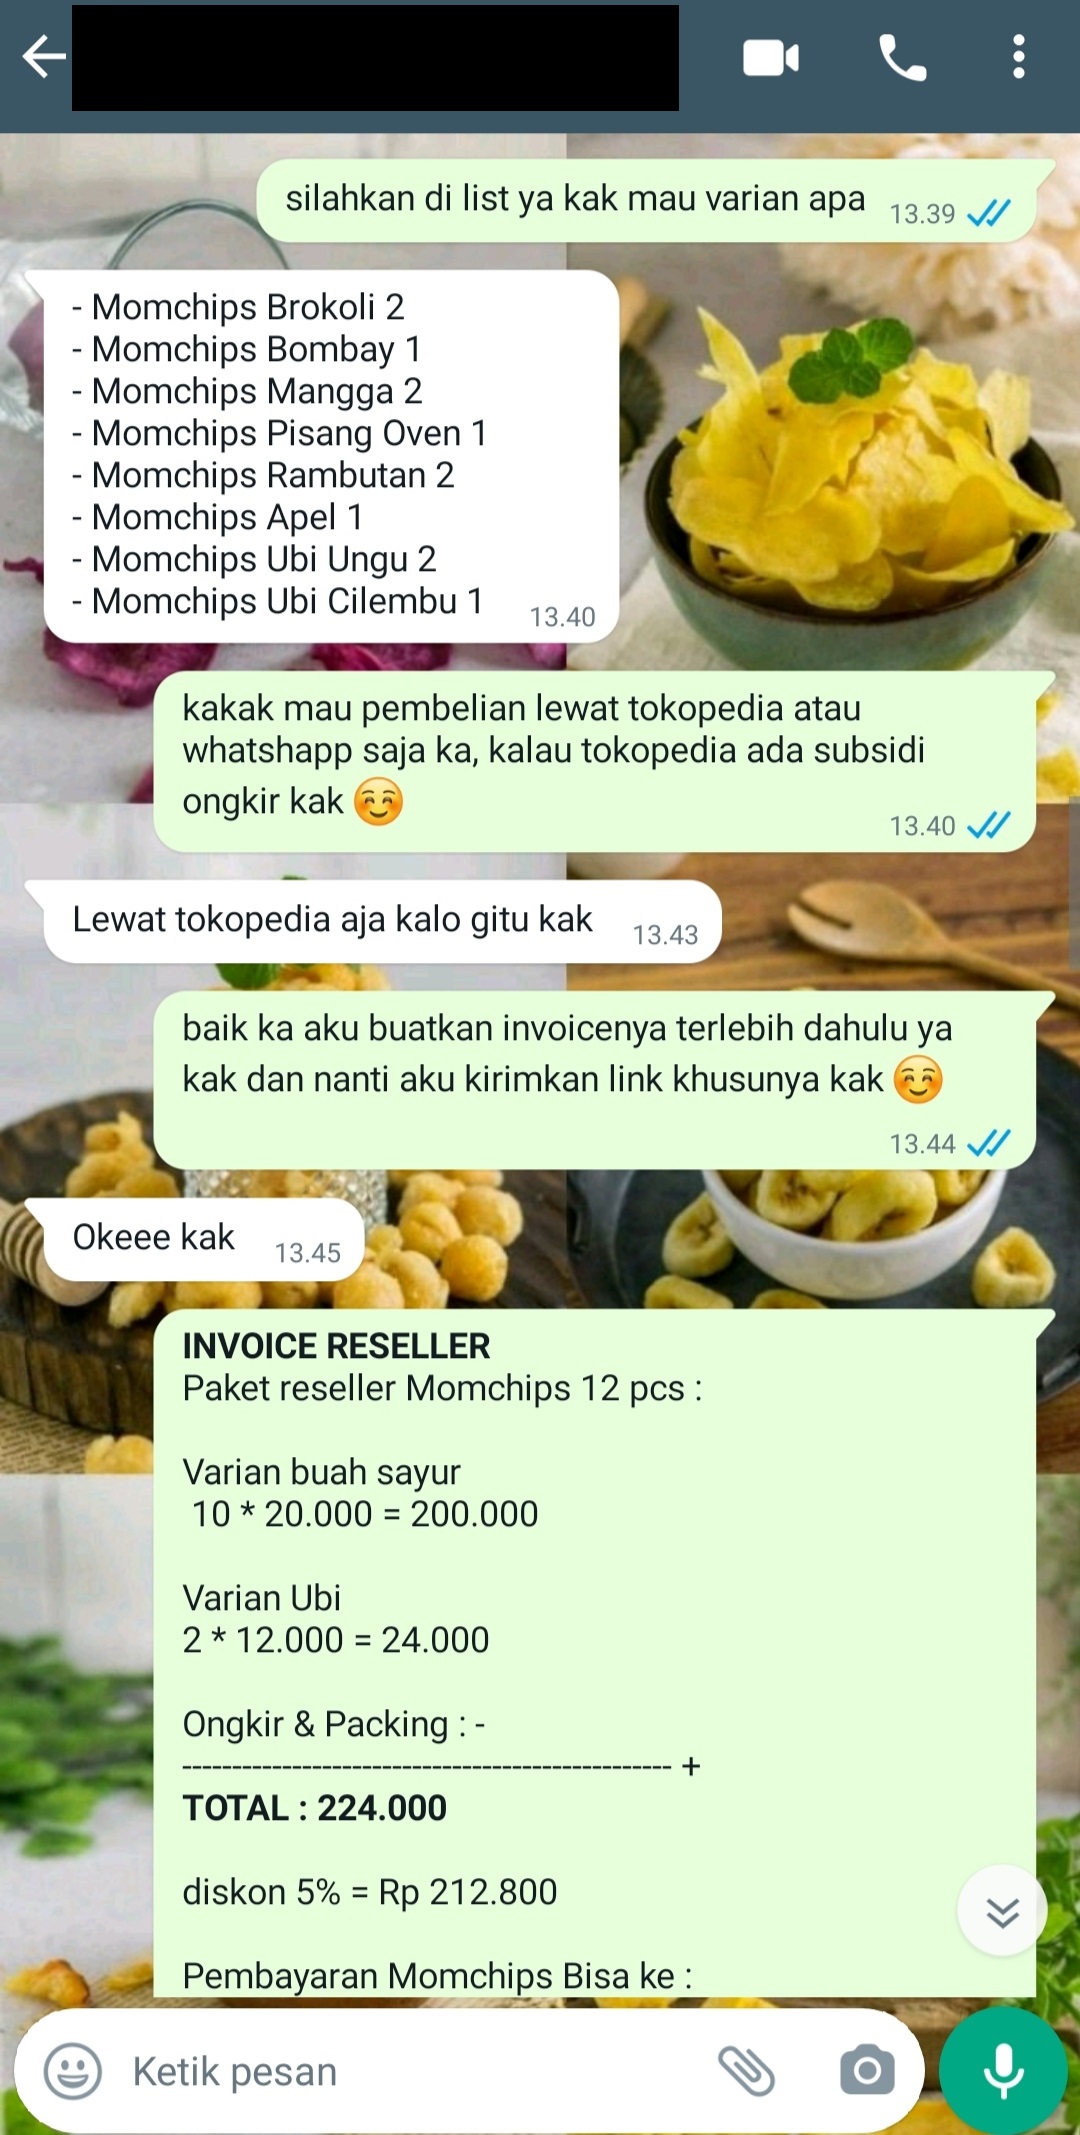 silahkan di list ya kak mau varian apa 13.39
- Momchips Brokoli 2
- Momchips Bombay 1
- Momchips Mangga 2
- Momchips Pisang Oven 1
- Momchips Rambutan 2
- Momchips Apel 1
- Momchips Ubi Ungu 2
- Momchips Ubi Cilembu 1 13.40
kakak mau pembelian lewat tokopedia atau
whatshapp saja ka, kalau tokopedia ada subsidi
ongkir kak 😊
13.40
Lewat tokopedia aja kalo gitu kak 13.43
baik ka aku buatkan invoicenya terlebih dahulu ya
kak dan nanti aku kirimkan link khusunya kak 😊
13.44
Okeee kak 13.45
INVOICE RESELLER
Paket reseller Momchips 12 pcs :
Varian buah sayur
10 * 20.000 = 200.000
Varian Ubi
2 * 12.000 = 24.000
Ongkir & Packing : -
------------------------------------------------- +
TOTAL : 224.000
diskon 5% = Rp 212.800
Pembayaran Momchips Bisa ke :
Ketik pesan